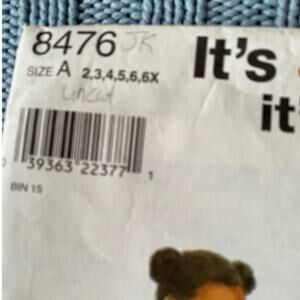 8476 JK
SIZE A 2,3,4,5,6,6X
uncut
It's
it
0 39363 22377 1
BIN 15